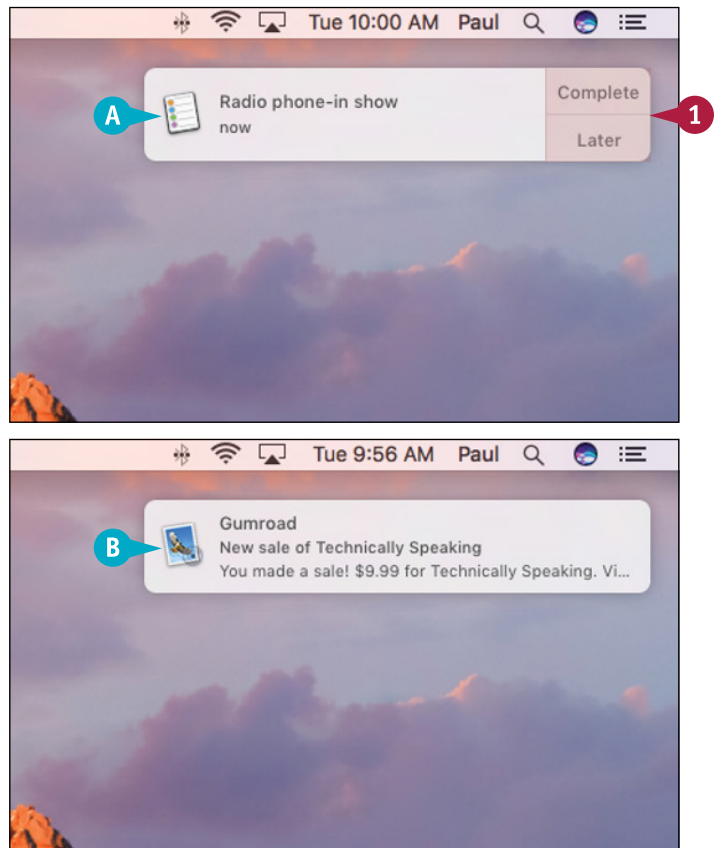 Tue 10:00 AM Paul
A
Radio phone-in show
now
Complete
Later
1
Tue 9:56 AM Paul
B
Gumroad
New sale of Technically Speaking
You made a sale! $9.99 for Technically Speaking. Vi...